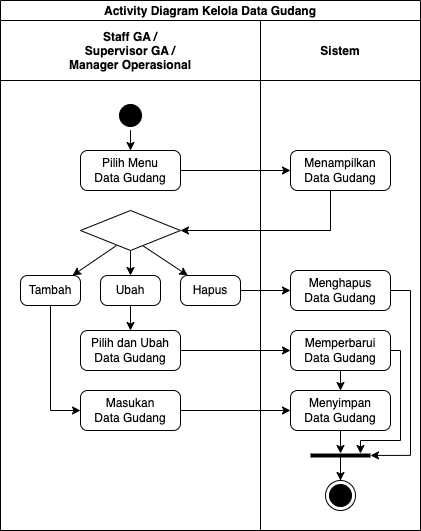 Activity Diagram Kelola Data Gudang
Staff GA /
Supervisor GA /
Manager Operasional
Sistem
Pilih Menu
Data Gudang
Menampilkan
Data Gudang
Tambah
Ubah
Hapus
Menghapus
Data Gudang
Pilih dan Ubah
Data Gudang
Memperbarui
Data Gudang
Masukan
Data Gudang
Menyimpan
Data Gudang